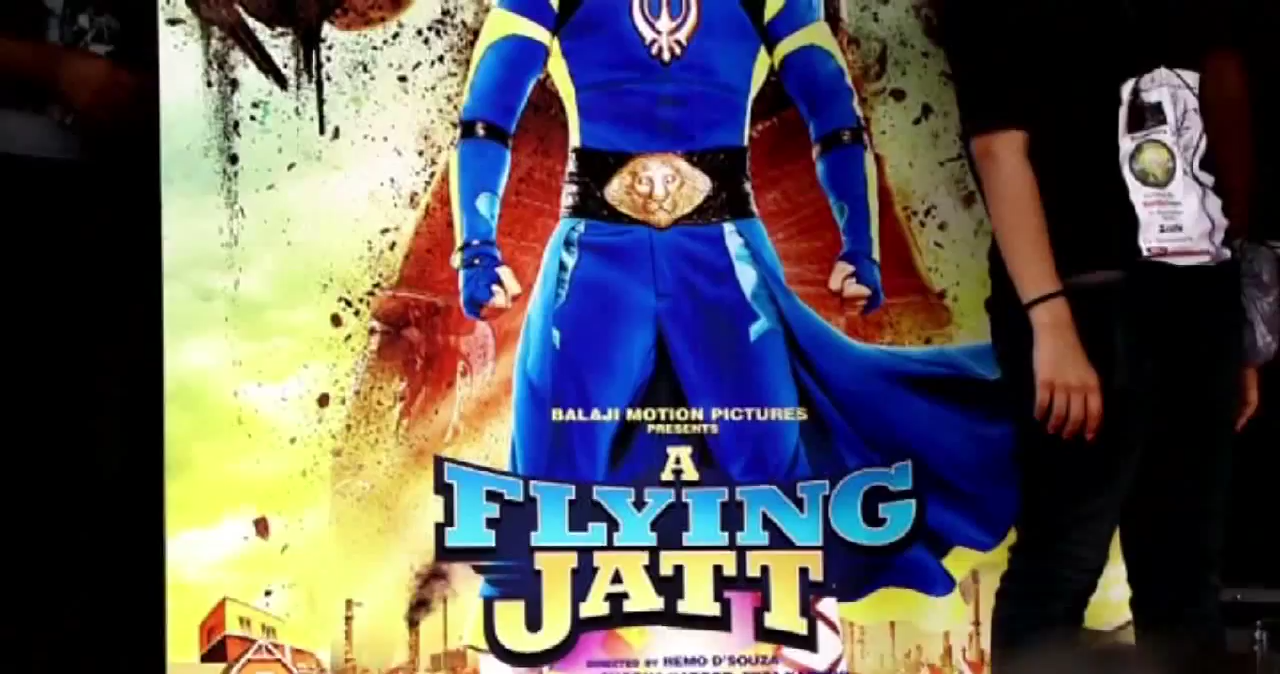 BALAJI MOTION PICTURES
PRESENTS
A
FLYING
JATT
DIRECTED BY REMO D'SOUZA